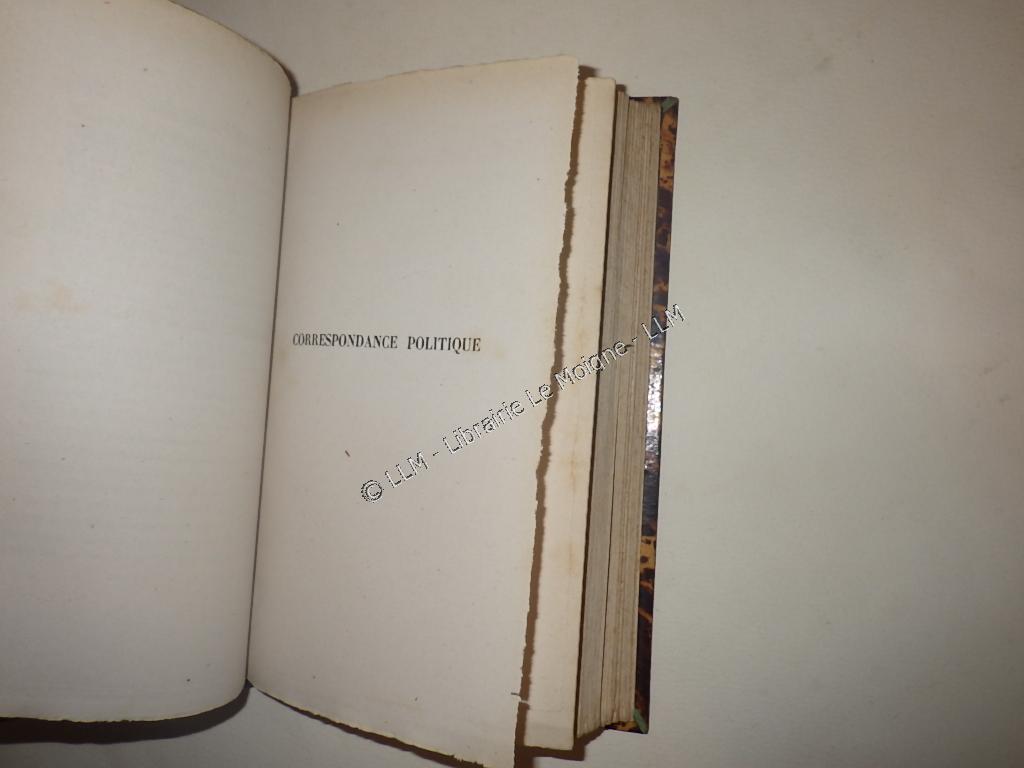 CORRESPONDANCE POLITIQUE
© LLM - Librairie Le Moigne - LLM